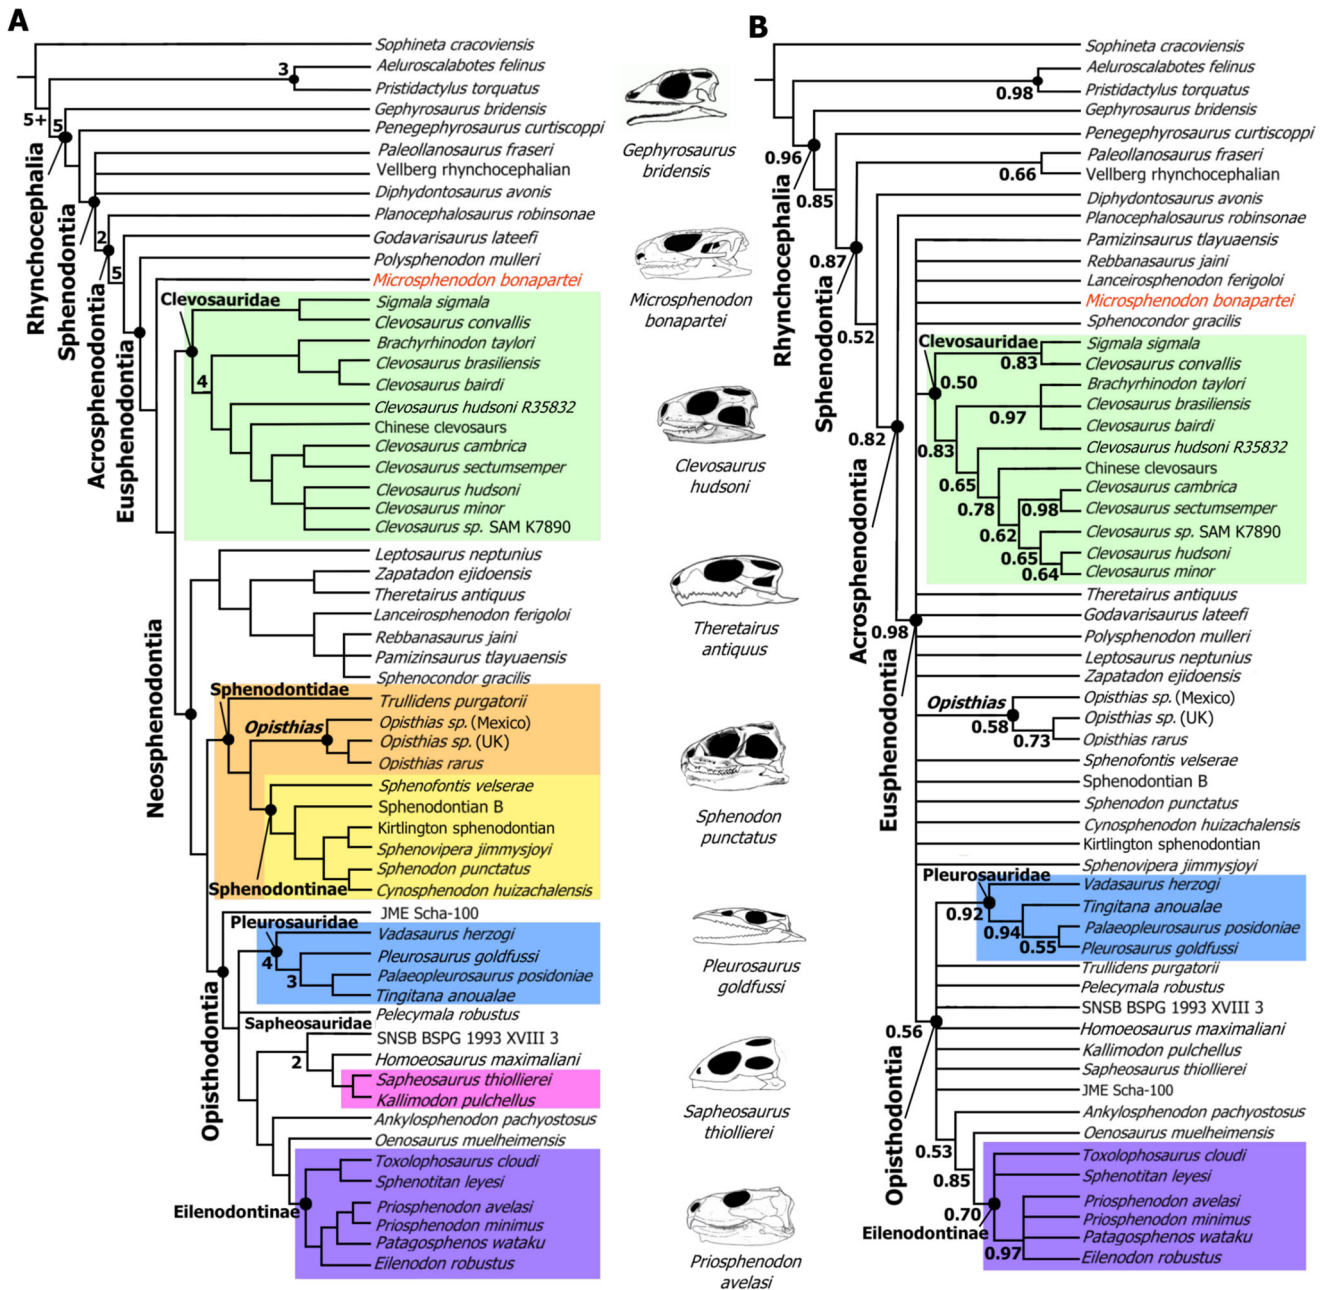 A
Sophineta cracoviensis
3
Aeluroscalabotes felinus
Pristidactylus torquatus
5+
5
Gephyrosaurus bridensis
Penegephyrosaurus curtiscoppi
Paleollanosaurus fraseri
Vellberg rhynchocephalian
Diphydontosaurus avonis
Planocephalosaurus robinsonae
2
Godavarisaurus lateefi
5
Polysphenodon mulleri
Microsphenodon bonapartei
Rhynchocephalia
Sphenodontia
Acrosphenodontia
Eusphenodontia
Clevosauridae
Sigmala sigmala
Clevosaurus convallis
Brachyrhinodon taylori
Clevosaurus brasiliensis
4
Clevosaurus bairdi
Clevosaurus hudsoni R35832
Chinese clevosaurs
Clevosaurus cambrica
Clevosaurus sectumsemper
Clevosaurus hudsoni
Clevosaurus minor
Clevosaurus sp. SAM K7890
Leptosaurus neptunius
Zapatadon ejidoensis
Theretairus antiquus
Lanceirosphenodon ferigoloi
Rebbanasaurus jaini
Pamizinsaurus tlayuaensis
Sphenocondor gracilis
Neosphenodontia
Sphenodontidae
Trullidens purgatorii
Opisthias
Opisthias sp. (Mexico)
Opisthias sp. (UK)
Opisthias rarus
Sphenofontis velserae
Sphenodontian B
Kirtlington sphenodontian
Sphenovipera jimmysjoyi
Sphenodon punctatus
Sphenodontinae
Cynosphenodon huizachalensis
JME Scha-100
Pleurosauridae
Vadasaurus herzogi
4
Pleurosaurus goldfussi
3
Palaeopleurosaurus posidoniae
Tingitana anoualae
Opisthodontia
Pelecymala robustus
Sapheosauridae
SNSB BSPG 1993 XVIII 3
2
Homoeosaurus maximaliani
Sapheosaurus thiollierei
Kallimodon pulchellus
Ankylosphenodon pachyostosus
Oenosaurus muelheimensis
Toxolophosaurus cloudi
Sphenotitan leyesi
Eilenodontinae
Priosphenodon avelasi
Priosphenodon minimus
Patagosphenos wataku
Eilenodon robustus
Gephyrosaurus
bridensis
Microsphenodon
bonapartei
Clevosaurus
hudsoni
Theretairus
antiquus
Sphenodon
punctatus
Pleurosaurus
goldfussi
Sapheosaurus
thiollierei
Priosphenodon
avelasi
B
Sophineta cracoviensis
Aeluroscalabotes felinus
0.98
Pristidactylus torquatus
Gephyrosaurus bridensis
Penegephyrosaurus curtiscoppi
0.96
Paleollanosaurus fraseri
0.66
Vellberg rhynchocephalian
0.85
Diphydontosaurus avonis
Planocephalosaurus robinsonae
Pamizinsaurus tlayuaensis
0.87
Rebbanasaurus jaini
Lanceirosphenodon ferigoloi
Microsphenodon bonapartei
Sphenocondor gracilis
0.52
Rhynchocephalia
Sphenodontia
Clevosauridae
Sigmala sigmala
0.83
Clevosaurus convallis
0.50
Brachyrhinodon taylori
Clevosaurus brasiliensis
0.97
Clevosaurus bairdi
0.82
0.83
Clevosaurus hudsoni R35832
Chinese clevosaurs
0.65
Clevosaurus cambrica
0.78
0.98
Clevosaurus sectumsemper
0.62
Clevosaurus sp. SAM K7890
0.65
Clevosaurus hudsoni
0.64
Clevosaurus minor
Theretairus antiquus
Acrosphenodontia
Godavarisaurus lateefi
0.98
Polysphenodon mulleri
Leptosaurus neptunius
Zapatadon ejidoensis
Eusphenodontia
Opisthias
Opisthias sp. (Mexico)
0.58
Opisthias sp. (UK)
0.73
Opisthias rarus
Sphenofontis velserae
Sphenodontian B
Sphenodon punctatus
Cynosphenodon huizachalensis
Kirtlington sphenodontian
Sphenovipera jimmysjoyi
Pleurosauridae
Vadasaurus herzogi
0.92
Tingitana anoualae
0.94
Palaeopleurosaurus posidoniae
0.55
Pleurosaurus goldfussi
Trullidens purgatorii
Pelecymala robustus
SNSB BSPG 1993 XVIII 3
0.56
Homoeosaurus maximaliani
Kallimodon pulchellus
Sapheosaurus thiollierei
JME Scha-100
Opisthodontia
Ankylosphenodon pachyostosus
Oenosaurus muelheimensis
0.53
Toxolophosaurus cloudi
0.85
Sphenotitan leyesi
Priosphenodon avelasi
0.70
Priosphenodon minimus
Eilenodontinae
Patagosphenos wataku
0.97
Eilenodon robustus